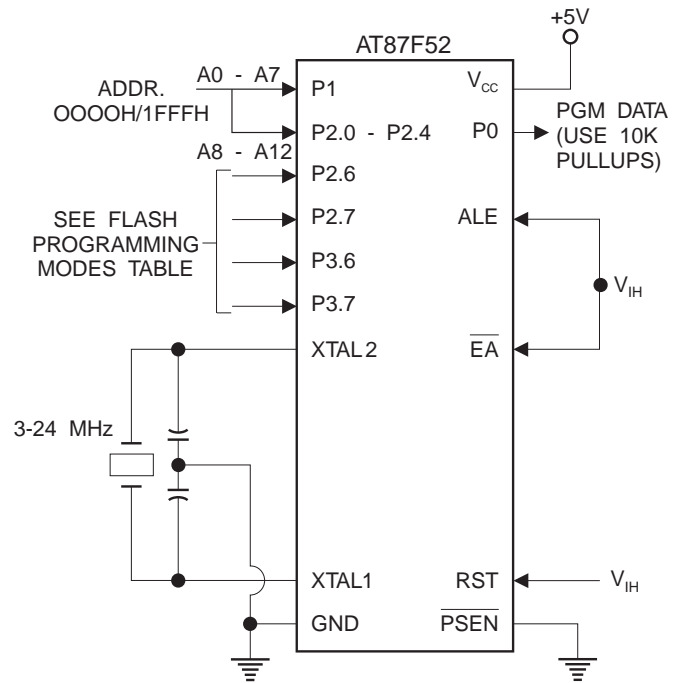 AT87F52
+5V
ADDR.
OOOOH/1FFFH
A0 - A7
P1
VCC
P2.0 - P2.4
P0
PGM DATA
(USE 10K
PULLUPS)
A8 - A12
P2.6
SEE FLASH
PROGRAMMING
MODES TABLE
P2.7
ALE
P3.6
VIH
P3.7
XTAL2
EA
3-24 MHz
XTAL1
RST
VIH
GND
PSEN